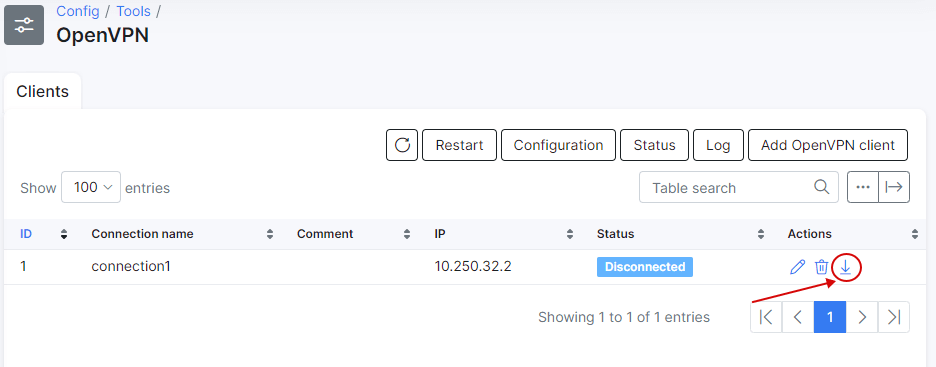 Config / Tools /
OpenVPN
Clients
Restart Configuration Status Log Add OpenVPN client
Show 100 entries Table search
ID Connection name Comment IP Status Actions
1 connection1 10.250.32.2 Disconnected
Showing 1 to 1 of 1 entries 1